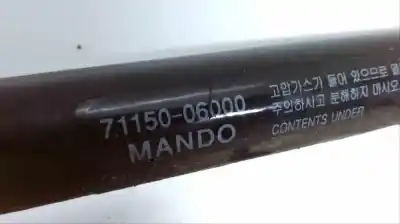 71150-06000
MANDO
고압가스가 들어 있으므로
주의하시고 분해하지 마시오
CONTENTS UNDER